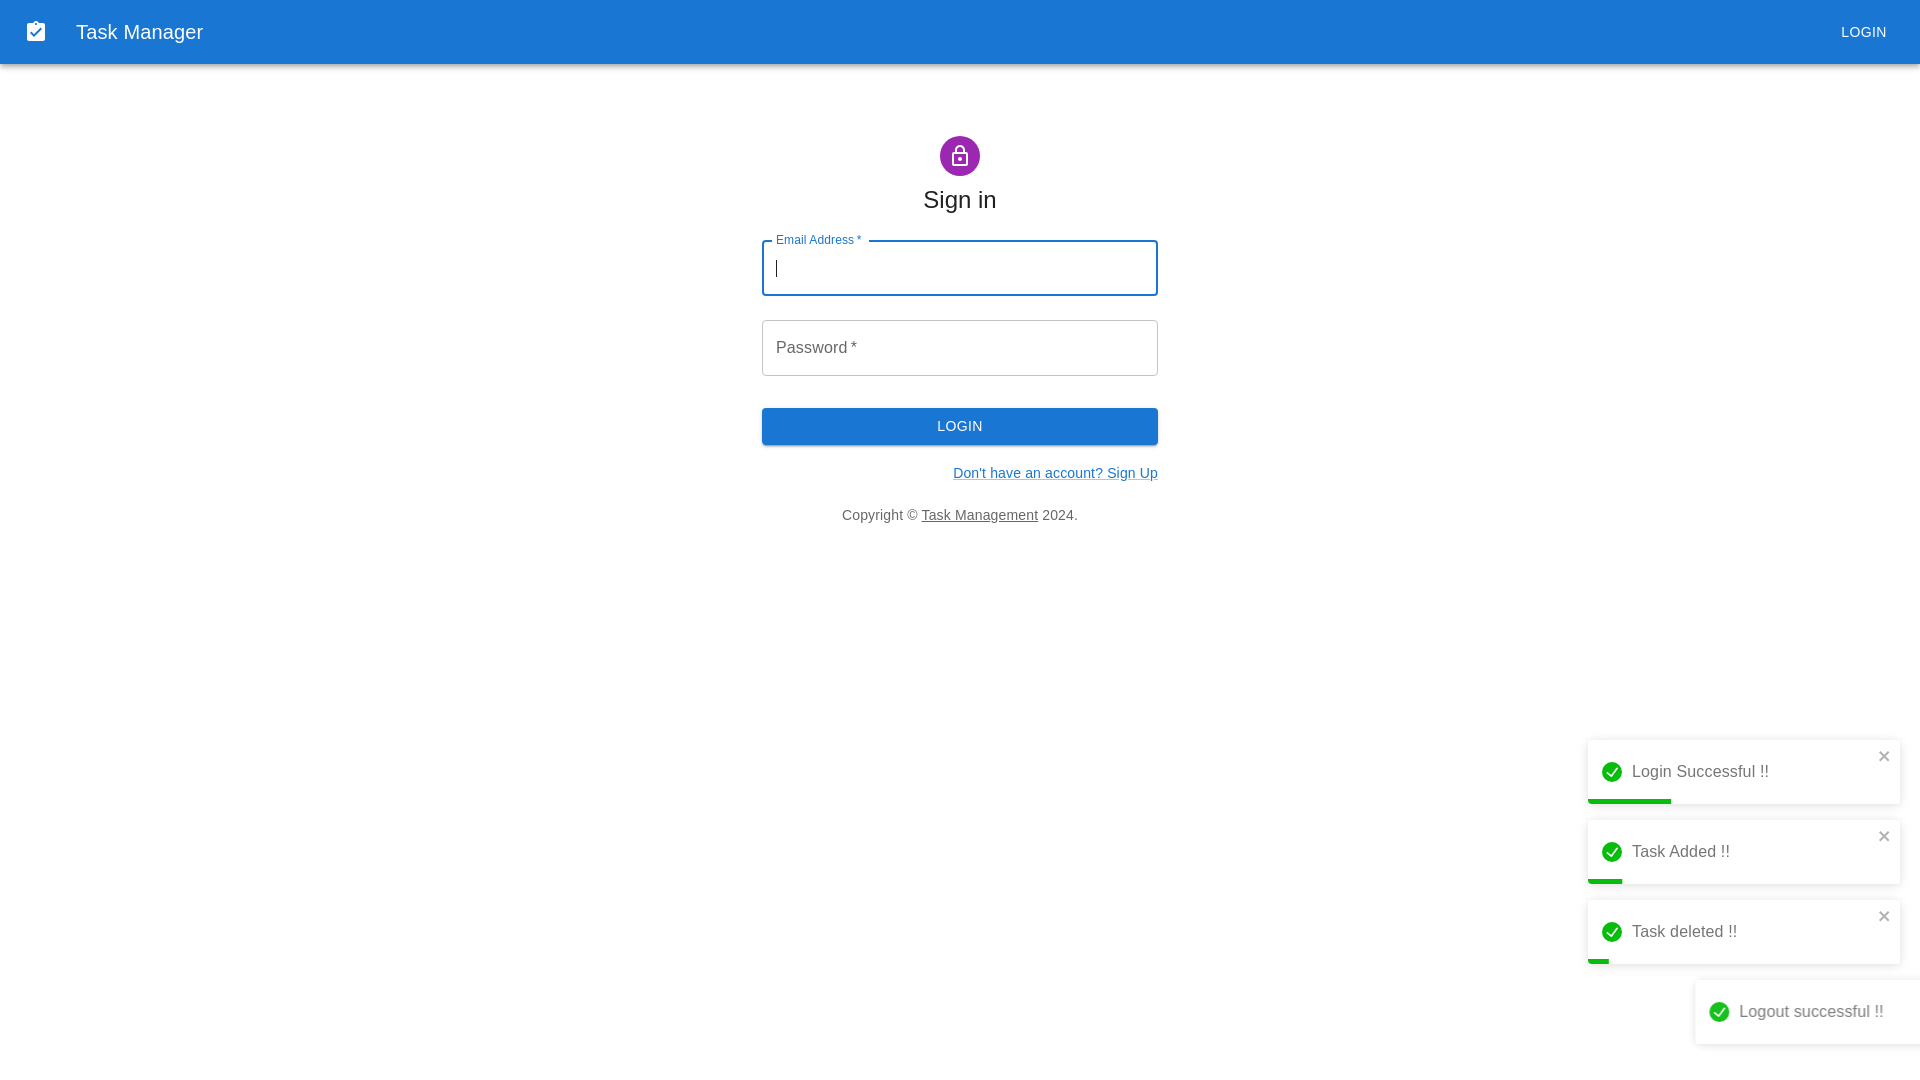 Task Manager
LOGIN
Sign in
Email Address *
Password *
LOGIN
Don't have an account? Sign Up
Copyright © Task Management 2024.
Login Successful !!
Task Added !!
Task deleted !!
Logout successful !!